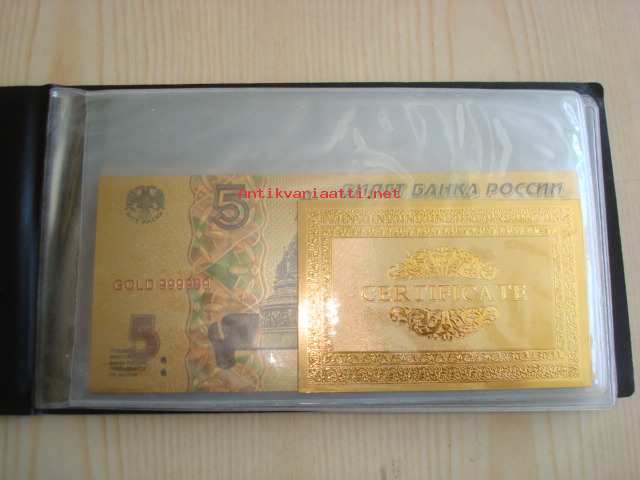 БИЛЕТ БАНКА РОССИИ
5
Antikvariaatti.net
GOLD 999999
CERTIFICATE
5